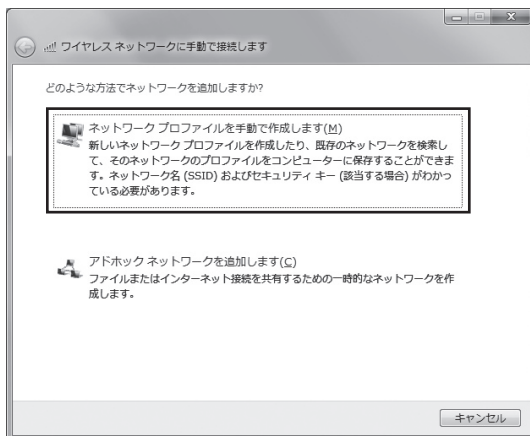 ワイヤレス ネットワークに手動で接続します
どのような方法でネットワークを追加しますか?
ネットワーク プロファイルを手動で作成します(M)
新しいネットワーク プロファイルを作成したり、既存のネットワークを検索し
て、そのネットワークのプロファイルをコンピューターに保存することができま
す。ネットワーク名 (SSID) およびセキュリティ キー (該当する場合) がわかっ
ている必要があります。
アドホック ネットワークを追加します(C)
ファイルまたはインターネット接続を共有するための一時的なネットワークを作
成します。
キャンセル